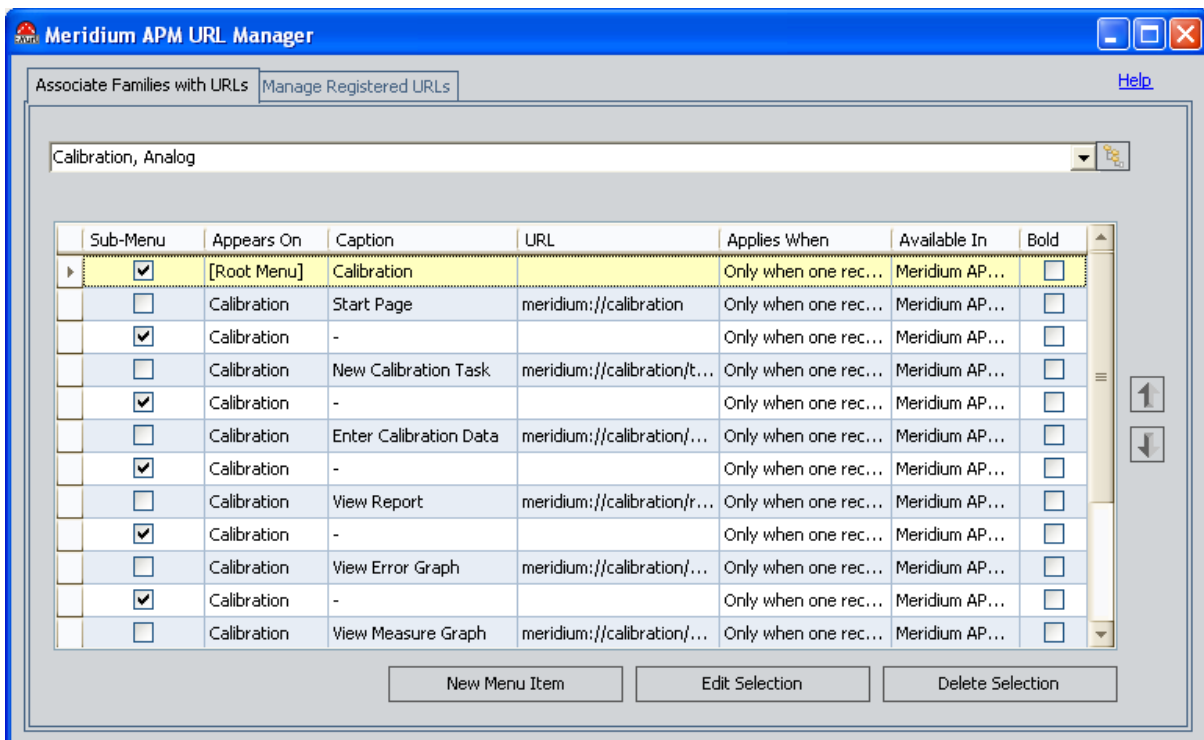 Meridium APM URL Manager
Associate Families with URLs Manage Registered URLs Help
Calibration, Analog
Sub-Menu Appears On Caption URL Applies When Available In Bold
[Root Menu] Calibration Only when one rec... Meridium AP...
Calibration Start Page meridium://calibration Only when one rec... Meridium AP...
Calibration - Only when one rec... Meridium AP...
Calibration New Calibration Task meridium://calibration/t... Only when one rec... Meridium AP...
Calibration - Only when one rec... Meridium AP...
Calibration Enter Calibration Data meridium://calibration/... Only when one rec... Meridium AP...
Calibration - Only when one rec... Meridium AP...
Calibration View Report meridium://calibration/r... Only when one rec... Meridium AP...
Calibration - Only when one rec... Meridium AP...
Calibration View Error Graph meridium://calibration/... Only when one rec... Meridium AP...
Calibration - Only when one rec... Meridium AP...
Calibration View Measure Graph meridium://calibration/... Only when one rec... Meridium AP...
New Menu Item Edit Selection Delete Selection